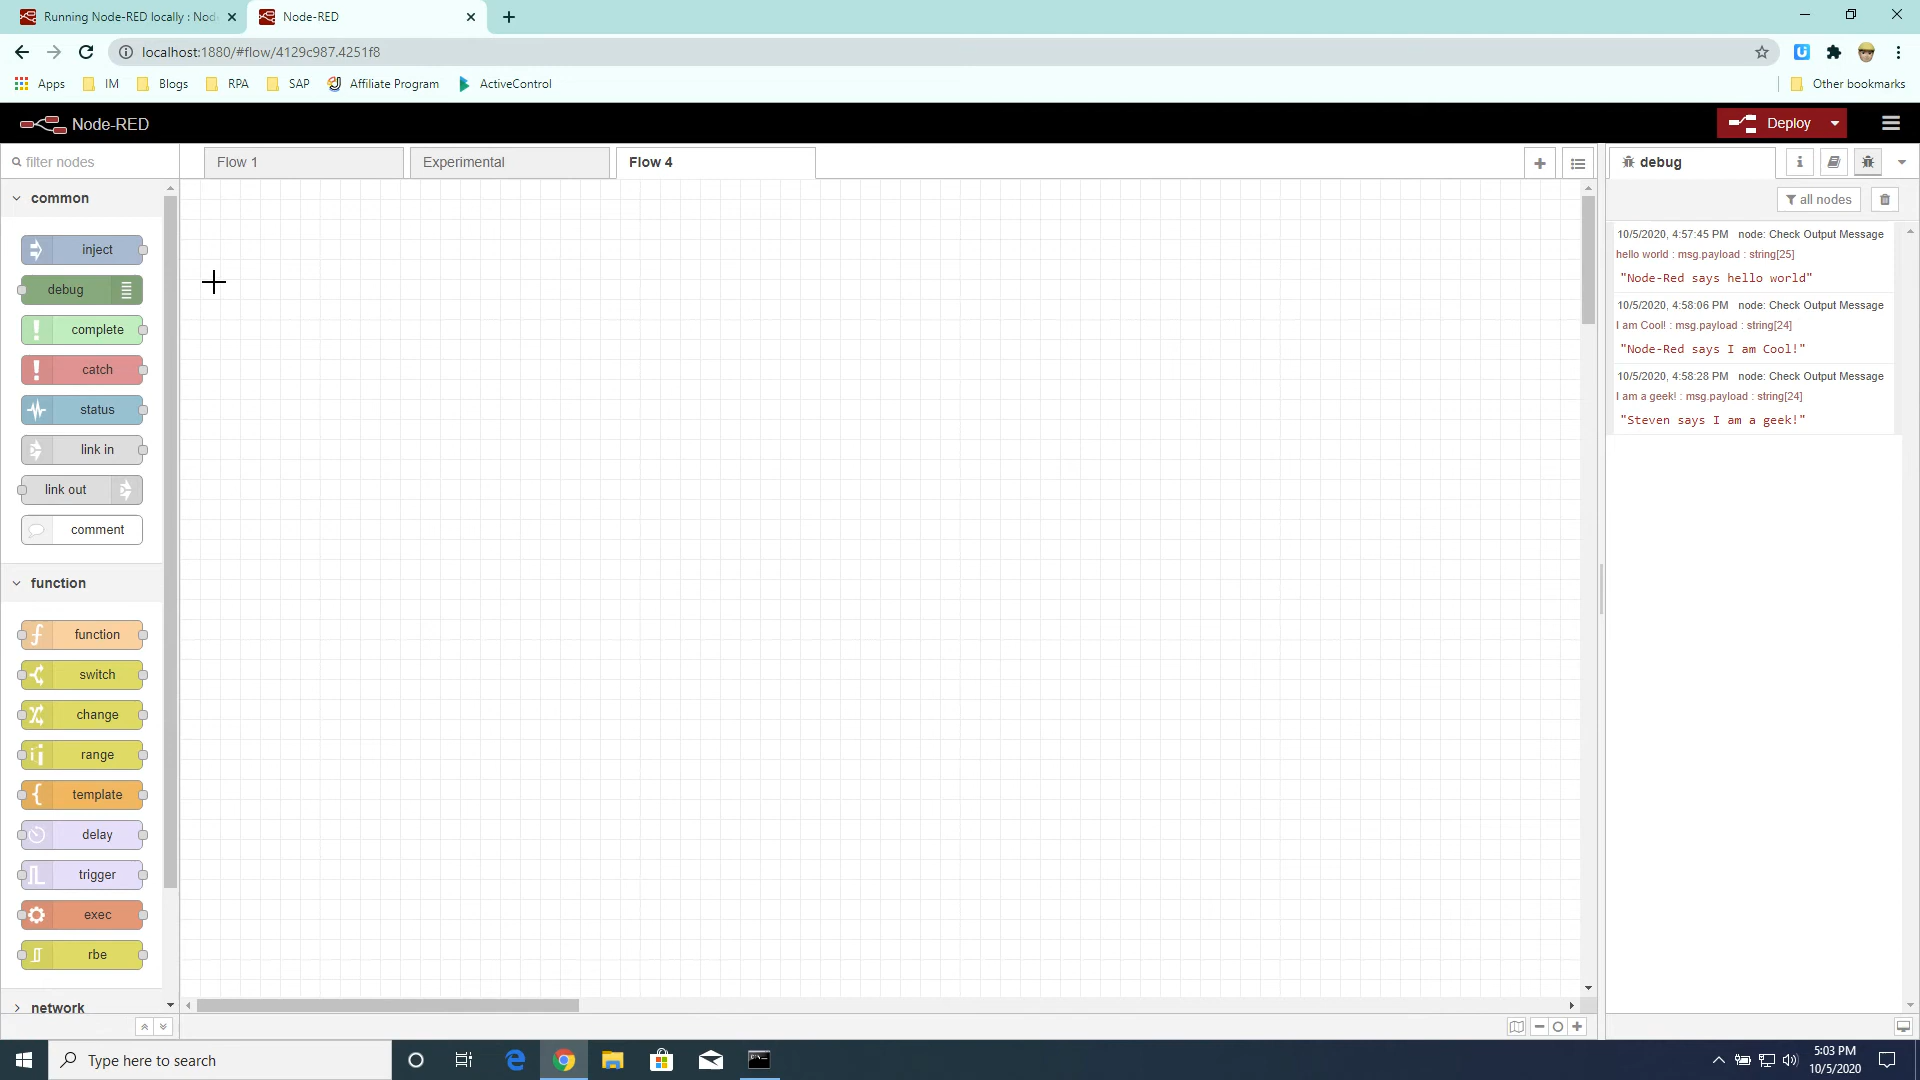 Running Node-RED locally : Node
Node-RED
localhost:1880/#flow/4129c987.4251f8
Apps IM Blogs RPA SAP Affiliate Program ActiveControl Other bookmarks
Node-RED Deploy
filter nodes
Flow 1 Experimental Flow 4
debug
all nodes
common
inject
debug
complete
catch
status
link in
link out
comment
function
function
switch
change
range
template
delay
trigger
exec
rbe
network
10/5/2020, 4:57:45 PM node: Check Output Message
hello world : msg.payload : string[25]
"Node-Red says hello world"
10/5/2020, 4:58:06 PM node: Check Output Message
I am Cool! : msg.payload : string[24]
"Node-Red says I am Cool!"
10/5/2020, 4:58:28 PM node: Check Output Message
I am a geek! : msg.payload : string[24]
"Steven says I am a geek!"
Type here to search
5:03 PM
10/5/2020